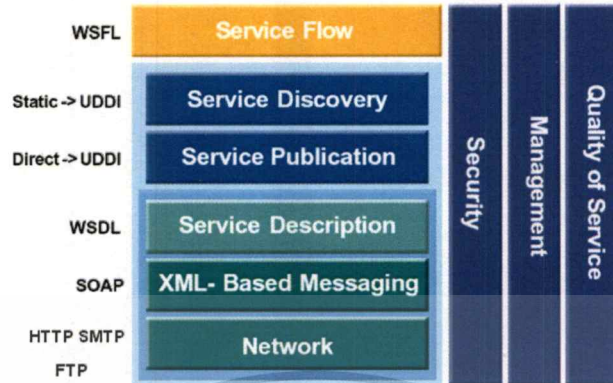 WSFL Service Flow
Static -> UDDI Service Discovery
Direct -> UDDI Service Publication
WSDL Service Description
SOAP XML- Based Messaging
HTTP SMTP Network
FTP
Security
Management
Quality of Service